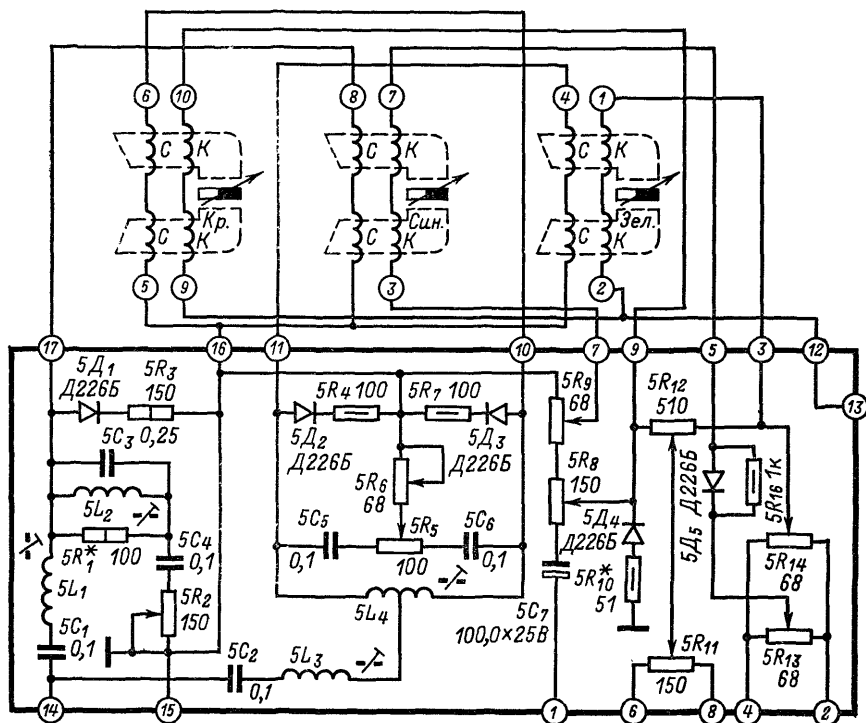 6 10 8 7 4 1
С К С К С К
Кр. Син. Зел.
С К С К С К
5 9 3 2
17 16 11 10 7 9 5 3 12
13
5Д1
Д226Б
5R3
150
0,25
5C3
5L2
5R1*
100
5C4
0,1
5L1
5R2
150
5C1
0,1
5R4 100
5R7 100
5Д2
Д226Б
5Д3
Д226Б
5R6
68
5C5
0,1
5R5
100
5C6
0,1
5L4
5C2
0,1
5L3
5C7
100,0×25В
5R9
68
5R8
150
5Д4
Д226Б
5R10*
51
5R12
510
5Д5 Д226Б
5R16 1к
5R14
68
5R13
68
5R11
150
14 15 1 6 8 4 2